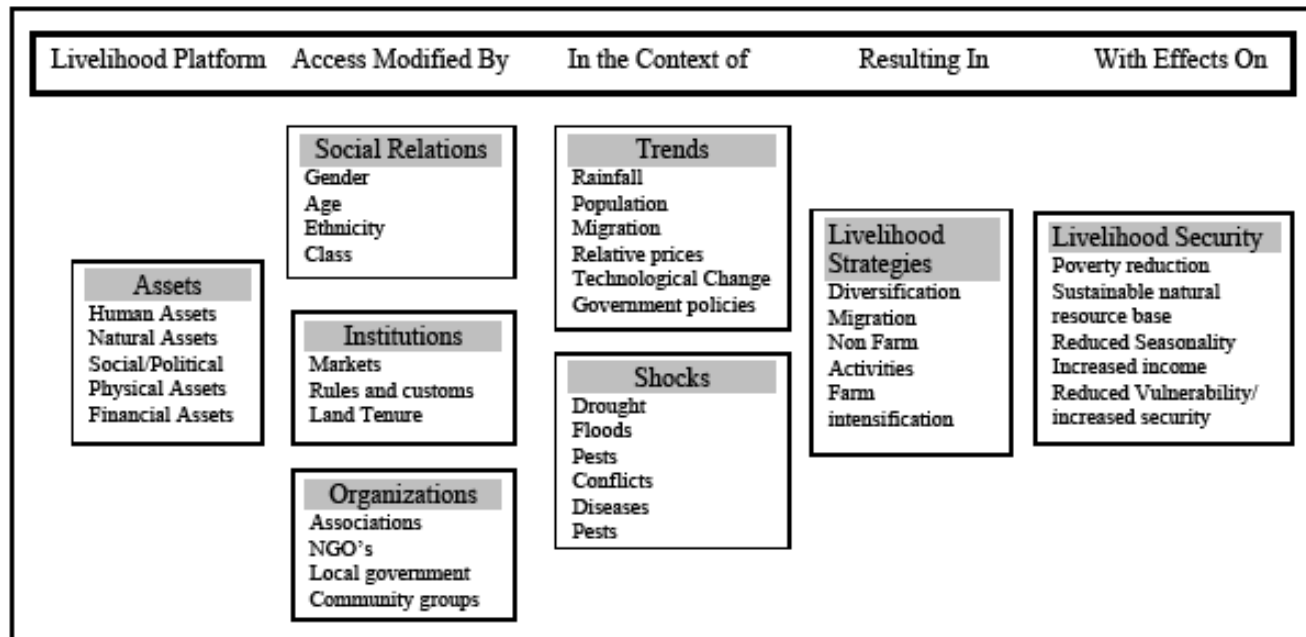 Livelihood Platform Access Modified By In the Context of Resulting In With Effects On
Assets
Human Assets
Natural Assets
Social/Political
Physical Assets
Financial Assets
Social Relations
Gender
Age
Ethnicity
Class
Institutions
Markets
Rules and customs
Land Tenure
Organizations
Associations
NGO's
Local government
Community groups
Trends
Rainfall
Population
Migration
Relative prices
Technological Change
Government policies
Shocks
Drought
Floods
Pests
Conflicts
Diseases
Pests
Livelihood
Strategies
Diversification
Migration
Non Farm
Activities
Farm
intensification
Livelihood Security
Poverty reduction
Sustainable natural
resource base
Reduced Seasonality
Increased income
Reduced Vulnerability/
increased security